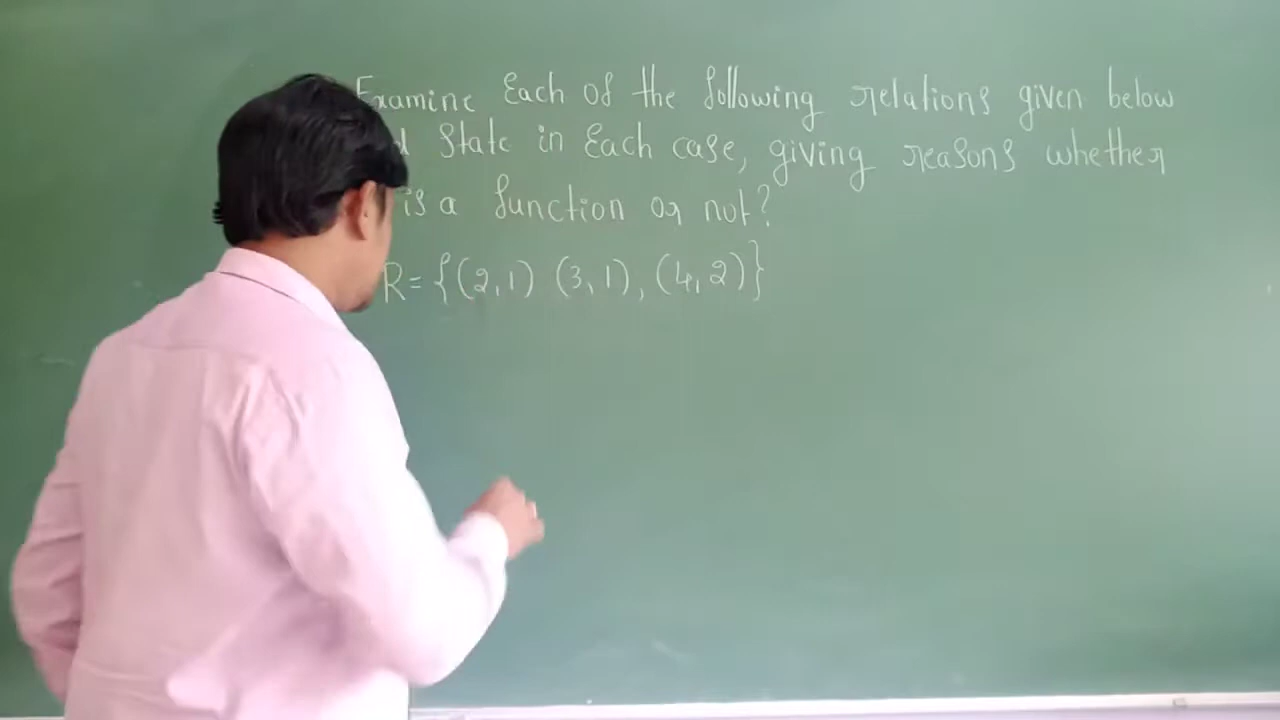 Examine Each of the following relations given below
State in Each case, giving reasons whether
is a function or not?
R = {(2,1) (3,1), (4,2)}